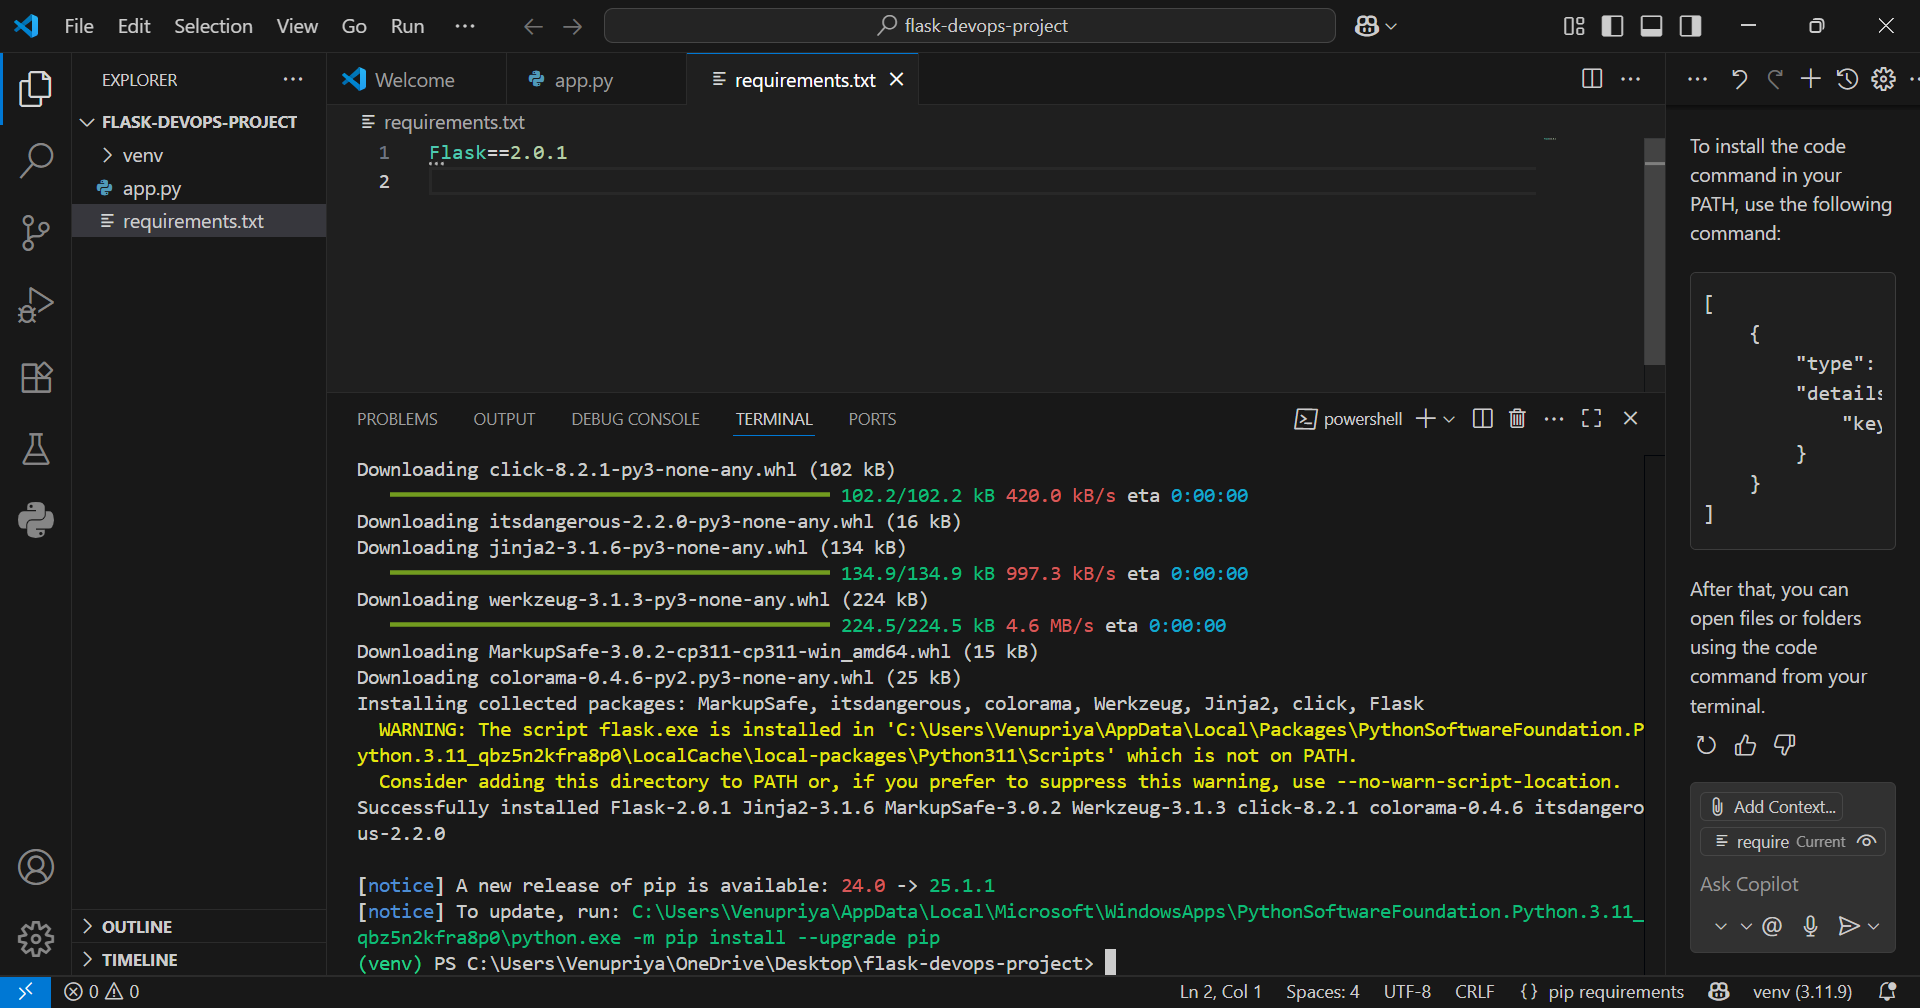 File Edit Selection View Go Run ··· flask-devops-project
EXPLORER
FLASK-DEVOPS-PROJECT
venv
app.py
requirements.txt
OUTLINE
TIMELINE
Welcome app.py requirements.txt
requirements.txt
1 Flask==2.0.1
2
PROBLEMS OUTPUT DEBUG CONSOLE TERMINAL PORTS powershell
Downloading click-8.2.1-py3-none-any.whl (102 kB)
102.2/102.2 kB 420.0 kB/s eta 0:00:00
Downloading itsdangerous-2.2.0-py3-none-any.whl (16 kB)
Downloading jinja2-3.1.6-py3-none-any.whl (134 kB)
134.9/134.9 kB 997.3 kB/s eta 0:00:00
Downloading werkzeug-3.1.3-py3-none-any.whl (224 kB)
224.5/224.5 kB 4.6 MB/s eta 0:00:00
Downloading MarkupSafe-3.0.2-cp311-cp311-win_amd64.whl (15 kB)
Downloading colorama-0.4.6-py2.py3-none-any.whl (25 kB)
Installing collected packages: MarkupSafe, itsdangerous, colorama, Werkzeug, Jinja2, click, Flask
WARNING: The script flask.exe is installed in 'C:\Users\Venupriya\AppData\Local\Packages\PythonSoftwareFoundation.P
ython.3.11_qbz5n2kfra8p0\LocalCache\local-packages\Python311\Scripts' which is not on PATH.
Consider adding this directory to PATH or, if you prefer to suppress this warning, use --no-warn-script-location.
Successfully installed Flask-2.0.1 Jinja2-3.1.6 MarkupSafe-3.0.2 Werkzeug-3.1.3 click-8.2.1 colorama-0.4.6 itsdangero
us-2.2.0
[notice] A new release of pip is available: 24.0 -> 25.1.1
[notice] To update, run: C:\Users\Venupriya\AppData\Local\Microsoft\WindowsApps\PythonSoftwareFoundation.Python.3.11_
qbz5n2kfra8p0\python.exe -m pip install --upgrade pip
(venv) PS C:\Users\Venupriya\OneDrive\Desktop\flask-devops-project>
To install the code
command in your
PATH, use the following
command:
[
{
"type":
"details
"key
}
}
]
After that, you can
open files or folders
using the code
command from your
terminal.
Add Context...
require Current
Ask Copilot
@
0 0 Ln 2, Col 1 Spaces: 4 UTF-8 CRLF {} pip requirements venv (3.11.9)